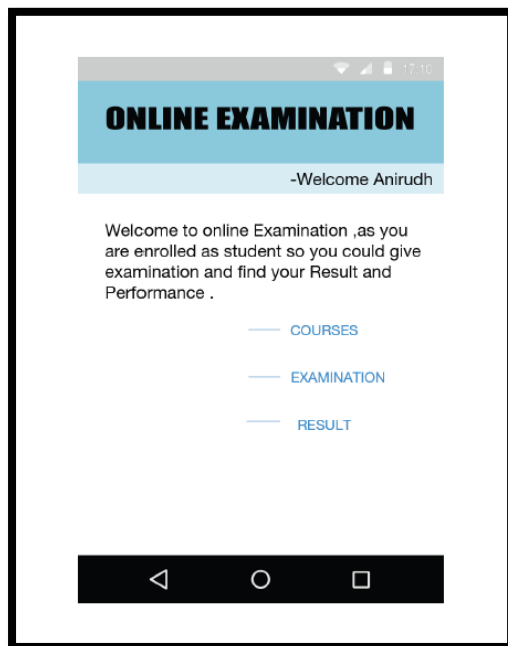 17:10
ONLINE EXAMINATION
-Welcome Anirudh
Welcome to online Examination ,as you
are enrolled as student so you could give
examination and find your Result and
Performance .
COURSES
EXAMINATION
RESULT